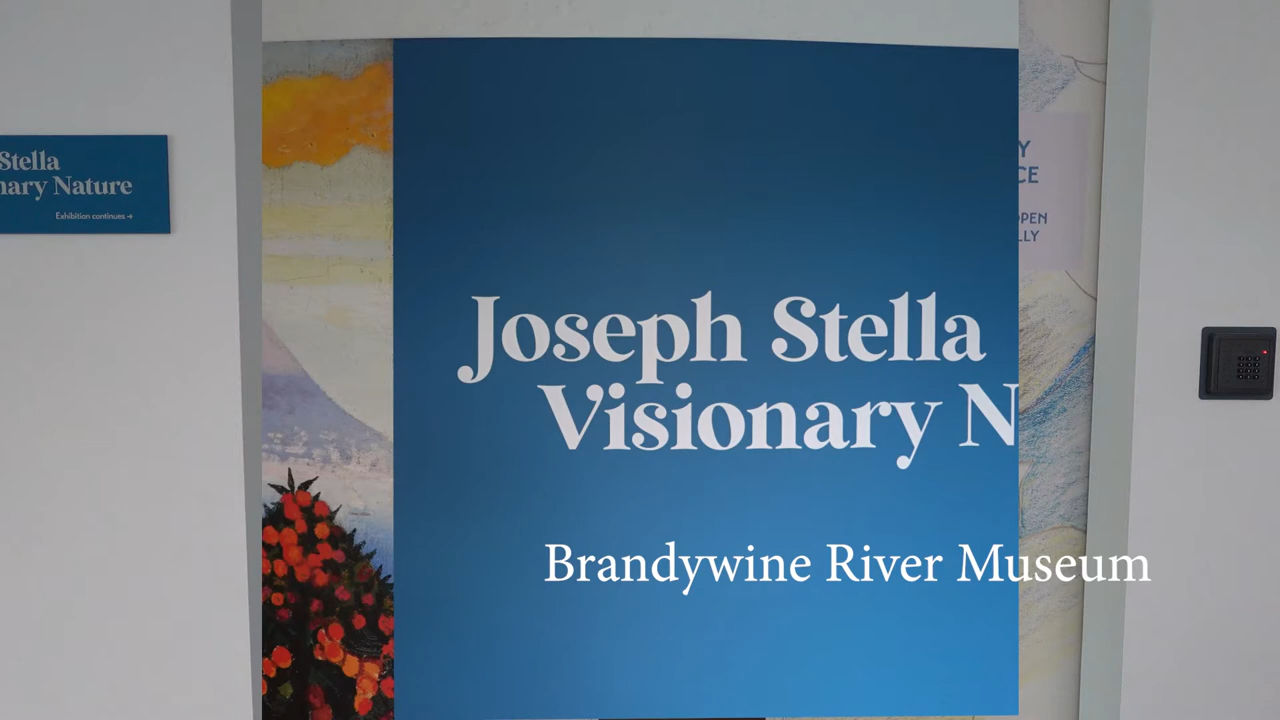 Stella
nary Nature
Exhibition continues →
Joseph Stella
Visionary N
Brandywine River Museum
Y
CE
OPEN
LLY